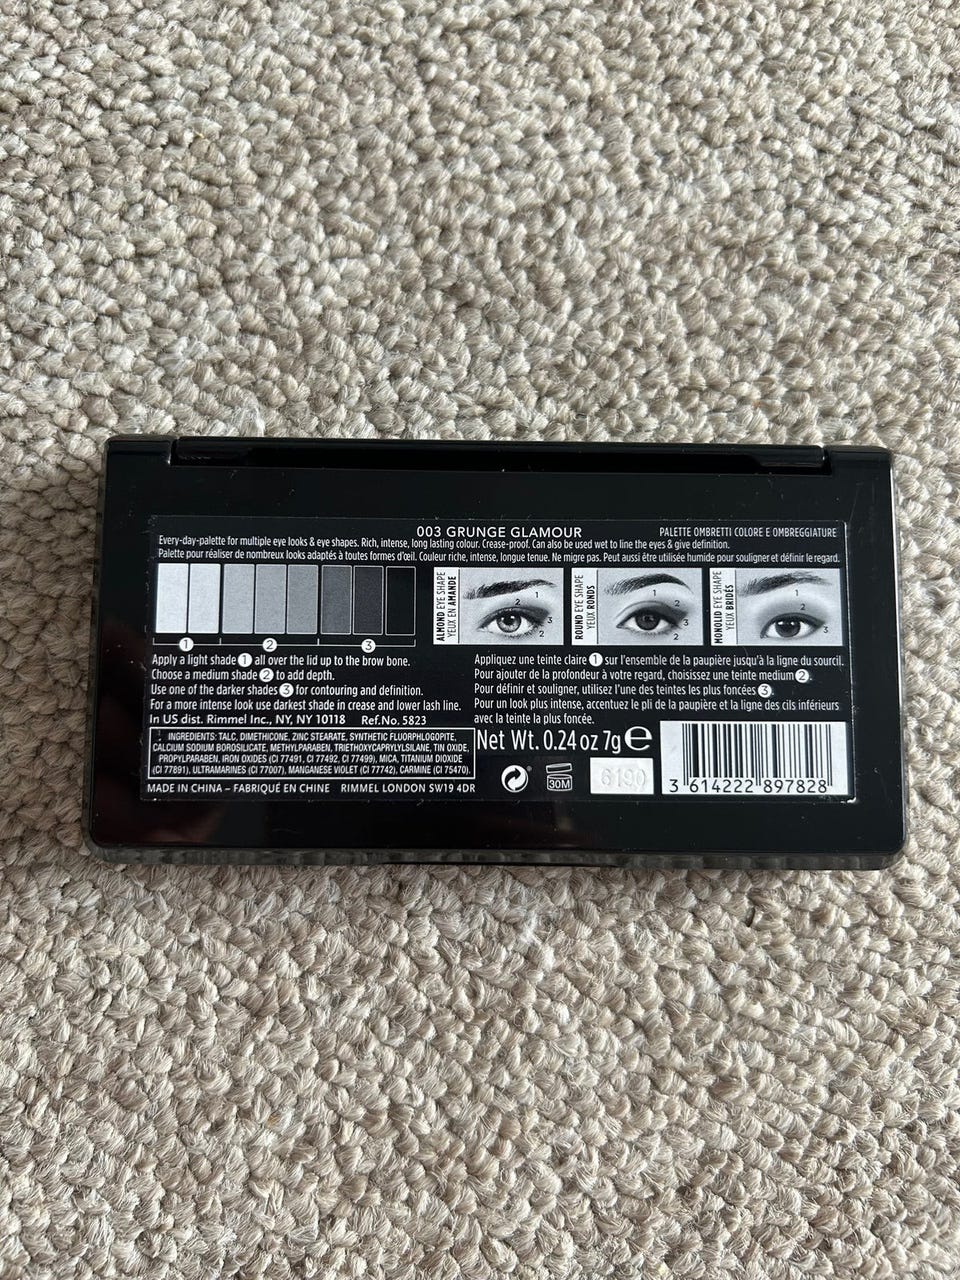 003 GRUNGE GLAMOUR
PALETTE OMBRETTI COLORE E OMBREGGIATURE
Every-day-palette for multiple eye looks & eye shapes. Rich, intense, long lasting colour. Crease-proof. Can also be used wet to line the eyes & give definition.
Palette pour réaliser de nombreux looks adaptés à toutes formes d'œil. Couleur riche, intense, longue tenue. Ne migre pas. Peut aussi être utilisée humide pour souligner et définir le regard.
1 2 3
ALMOND EYE SHAPE
YEUX EN AMANDE
1
2
3
2
ROUND EYE SHAPE
YEUX RONDS
1
2
3
2
MONOLID EYE SHAPE
YEUX BRIDÉS
1
2
3
Apply a light shade 1 all over the lid up to the brow bone.
Choose a medium shade 2 to add depth.
Use one of the darker shades 3 for contouring and definition.
For a more intense look use darkest shade in crease and lower lash line.
In US dist. Rimmel Inc., NY, NY 10118 Ref.No. 5823
Appliquez une teinte claire 1 sur l'ensemble de la paupière jusqu'à la ligne du sourcil.
Pour ajouter de la profondeur à votre regard, choisissez une teinte medium 2.
Pour définir et souligner, utilisez l'une des teintes les plus foncées 3.
Pour un look plus intense, accentuez le pli de la paupière et la ligne des cils inférieurs
avec la teinte la plus foncée.
INGREDIENTS: TALC, DIMETHICONE, ZINC STEARATE, SYNTHETIC FLUORPHLOGOPITE,
CALCIUM SODIUM BOROSILICATE, METHYLPARABEN, TRIETHOXYCAPRYLYLSILANE, TIN OXIDE,
PROPYLPARABEN, IRON OXIDES (CI 77491, CI 77492, CI 77499), MICA, TITANIUM DIOXIDE
(CI 77891), ULTRAMARINES (CI 77007), MANGANESE VIOLET (CI 77742), CARMINE (CI 75470).
MADE IN CHINA – FABRIQUÉ EN CHINE RIMMEL LONDON SW19 4DR
Net Wt. 0.24 oz 7g e
30M
6190
3 614222 897828